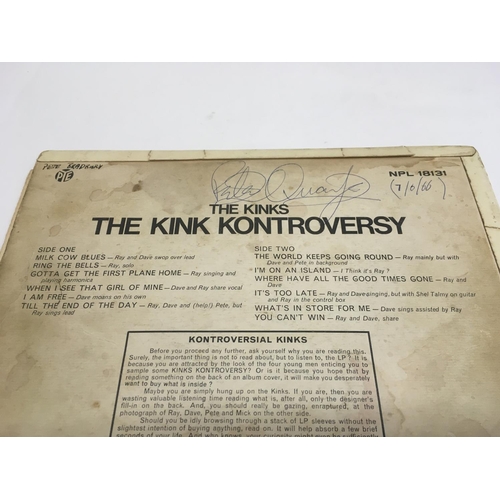 PYE
NPL 18131
(7/6/66)
THE KINKS
THE KINK KONTROVERSY
SIDE ONE
MILK COW BLUES — Ray and Dave swop over lead
RING THE BELLS — Ray, solo
GOTTA GET THE FIRST PLANE HOME — Ray singing and
playing harmonica
WHEN I SEE THAT GIRL OF MINE — Dave and Ray share vocal
I AM FREE — Dave moans on his own
TILL THE END OF THE DAY — Ray, Dave and (help!) Pete, but
Ray sings lead
SIDE TWO
THE WORLD KEEPS GOING ROUND — Ray mainly but with
Dave and Pete in background
I'M ON AN ISLAND — I Think it's Ray ?
WHERE HAVE ALL THE GOOD TIMES GONE — Ray and
Dave
IT'S TOO LATE — Ray and Dave singing, but with Shel Talmy on guitar
and Ray in the control box
WHAT'S IN STORE FOR ME — Dave sings assisted by Ray
YOU CAN'T WIN — Ray and Dave, share
KONTROVERSIAL KINKS
Before you proceed any further, ask yourself why you are reading this.
Surely, the important thing is not to read about, but to listen to, the LP ? Is it
because you are attracted by the look of the four young men enticing you to
sample some KINKS KONTROVERSY? Or is it because you hope that by
reading something on the back of an album cover, it will make you desperately
want to buy what is inside ?
Maybe you are simply hung up on the Kinks. If you are, then you are
wasting valuable listening time reading what is, after all, only the designer's
fill-in on the back. And you should really be gazing, enraptured, at the
photograph of Ray, Dave, Pete and Mick on the other side.
Should you be idly browsing through a stack of LP sleeves without the
slightest intention of buying anything, read on. It will help absorb a few brief
seconds of your life. And who knows, your curiosity might even be sufficiently